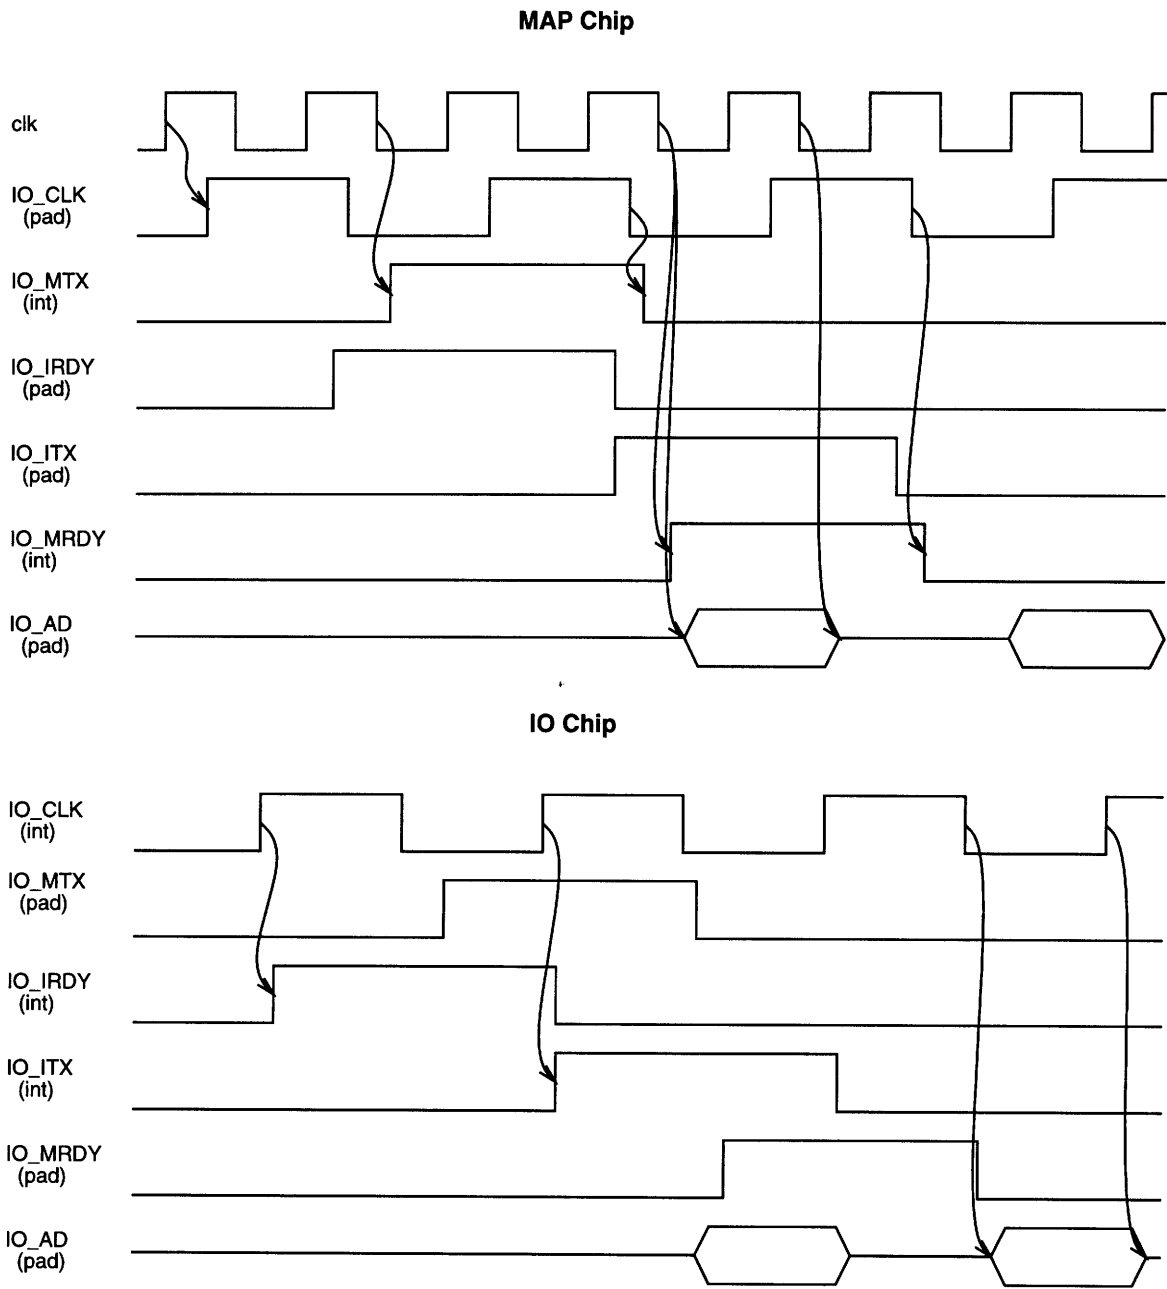 MAP Chip
clk
IO_CLK
(pad)
IO_MTX
(int)
IO_IRDY
(pad)
IO_ITX
(pad)
IO_MRDY
(int)
IO_AD
(pad)
IO Chip
IO_CLK
(int)
IO_MTX
(pad)
IO_IRDY
(int)
IO_ITX
(int)
IO_MRDY
(pad)
IO_AD
(pad)